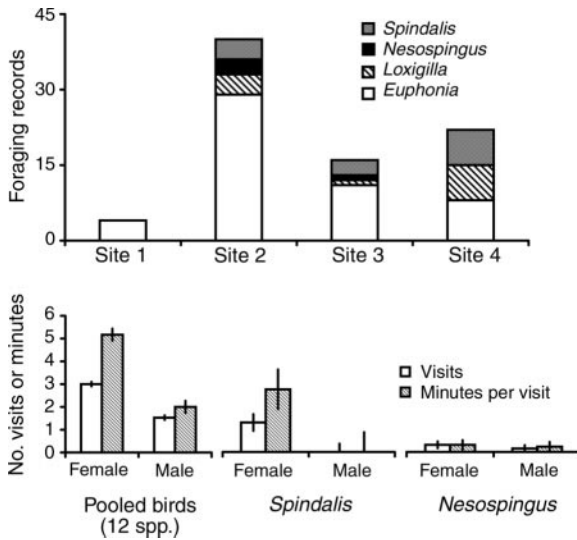 45
30
15
0
Foraging records
Spindalis
Nesospingus
Loxigilla
Euphonia
Site 1 Site 2 Site 3 Site 4
6
5
4
3
2
1
0
No. visits or minutes
Visits
Minutes per visit
Female Male Female Male Female Male
Pooled birds Spindalis Nesospingus
(12 spp.)